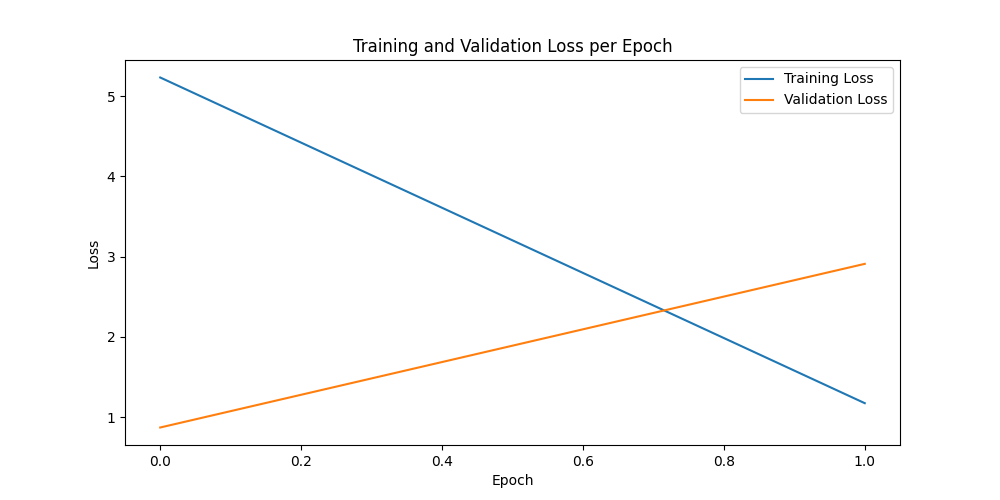 Training and Validation Loss per Epoch
Training Loss
Validation Loss
5
4
3
2
1
Loss
0.0 0.2 0.4 0.6 0.8 1.0
Epoch